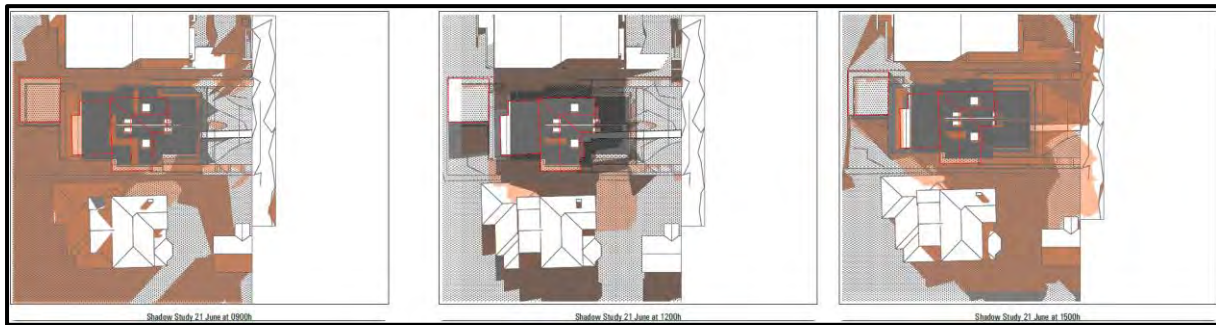 Shadow Study 21 June at 0900h
Shadow Study 21 June at 1200h
Shadow Study 21 June at 1500h